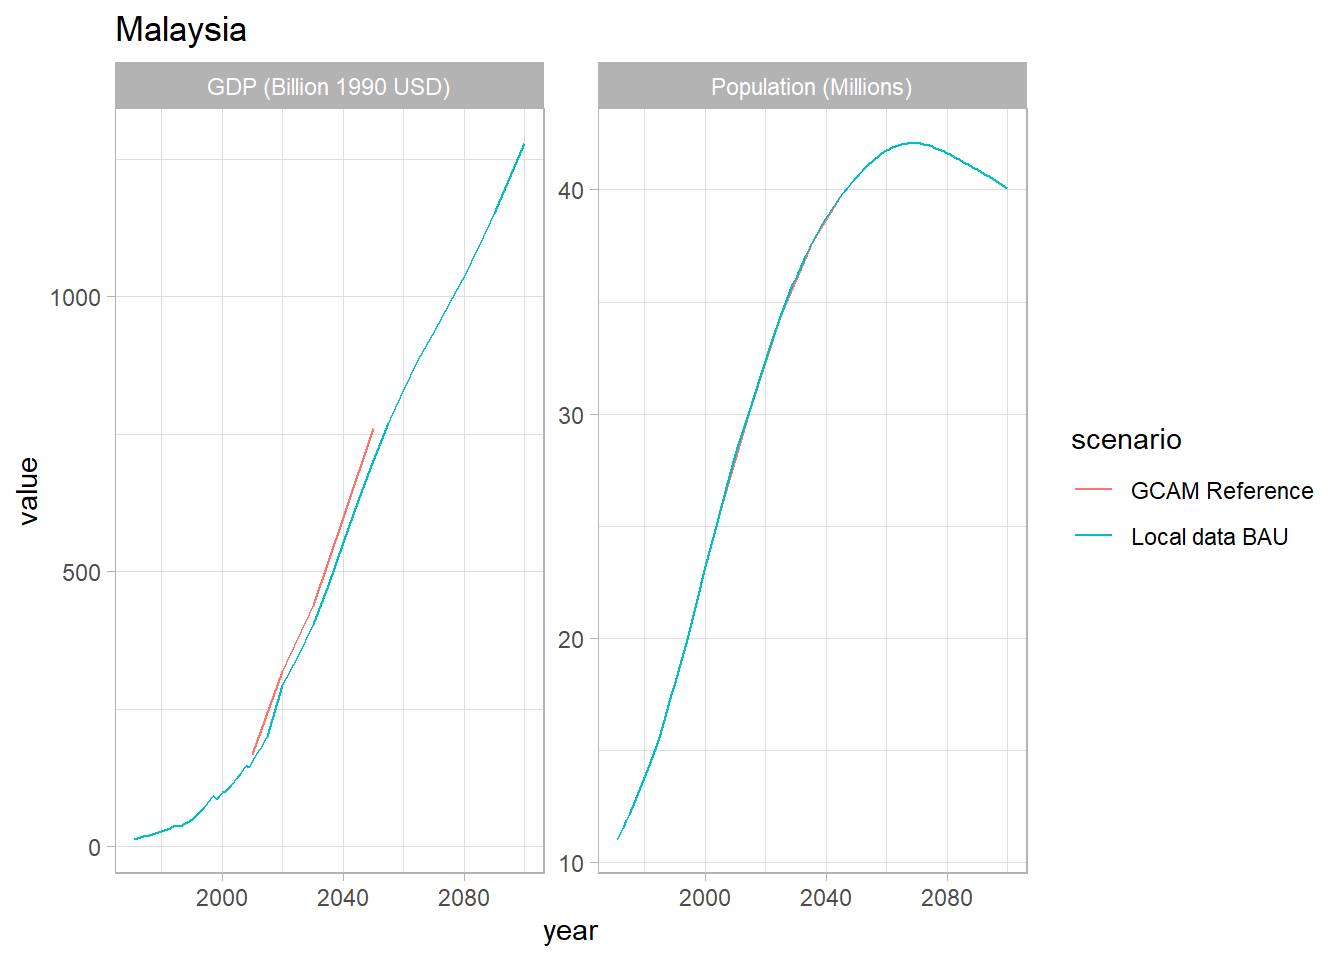 Malaysia
GDP (Billion 1990 USD)
Population (Millions)
value
0
500
1000
10
20
30
40
2000 2040 2080
2000 2040 2080
year
scenario
GCAM Reference
Local data BAU